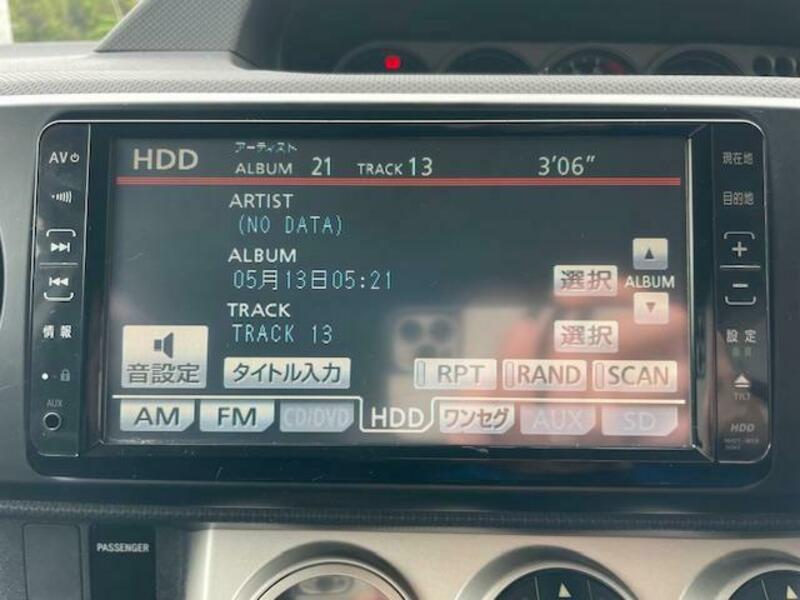 AV
現在地
HDD アーティスト
ALBUM 21 TRACK 13 3'06"
目的地
ARTIST
(NO DATA)
ALBUM
05月13日05:21
選択 ALBUM
TRACK
TRACK 13
選択
情報
設定
音設定 タイトル入力 RPT RAND SCAN
TILT
AUX
AM FM CD/DVD HDD ワンセグ AUX SD
HDD
PASSENGER